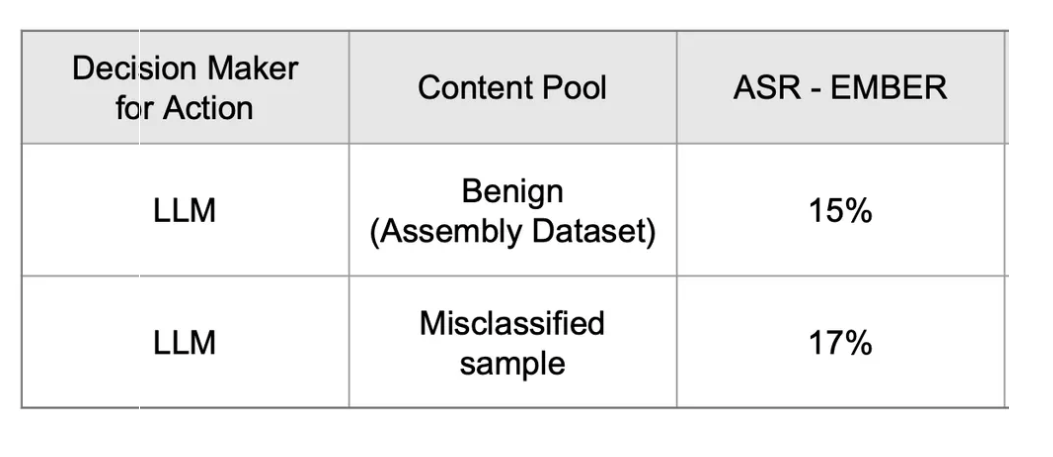 Decision Maker
for Action
Content Pool
ASR - EMBER
LLM
Benign
(Assembly Dataset)
15%
LLM
Misclassified
sample
17%